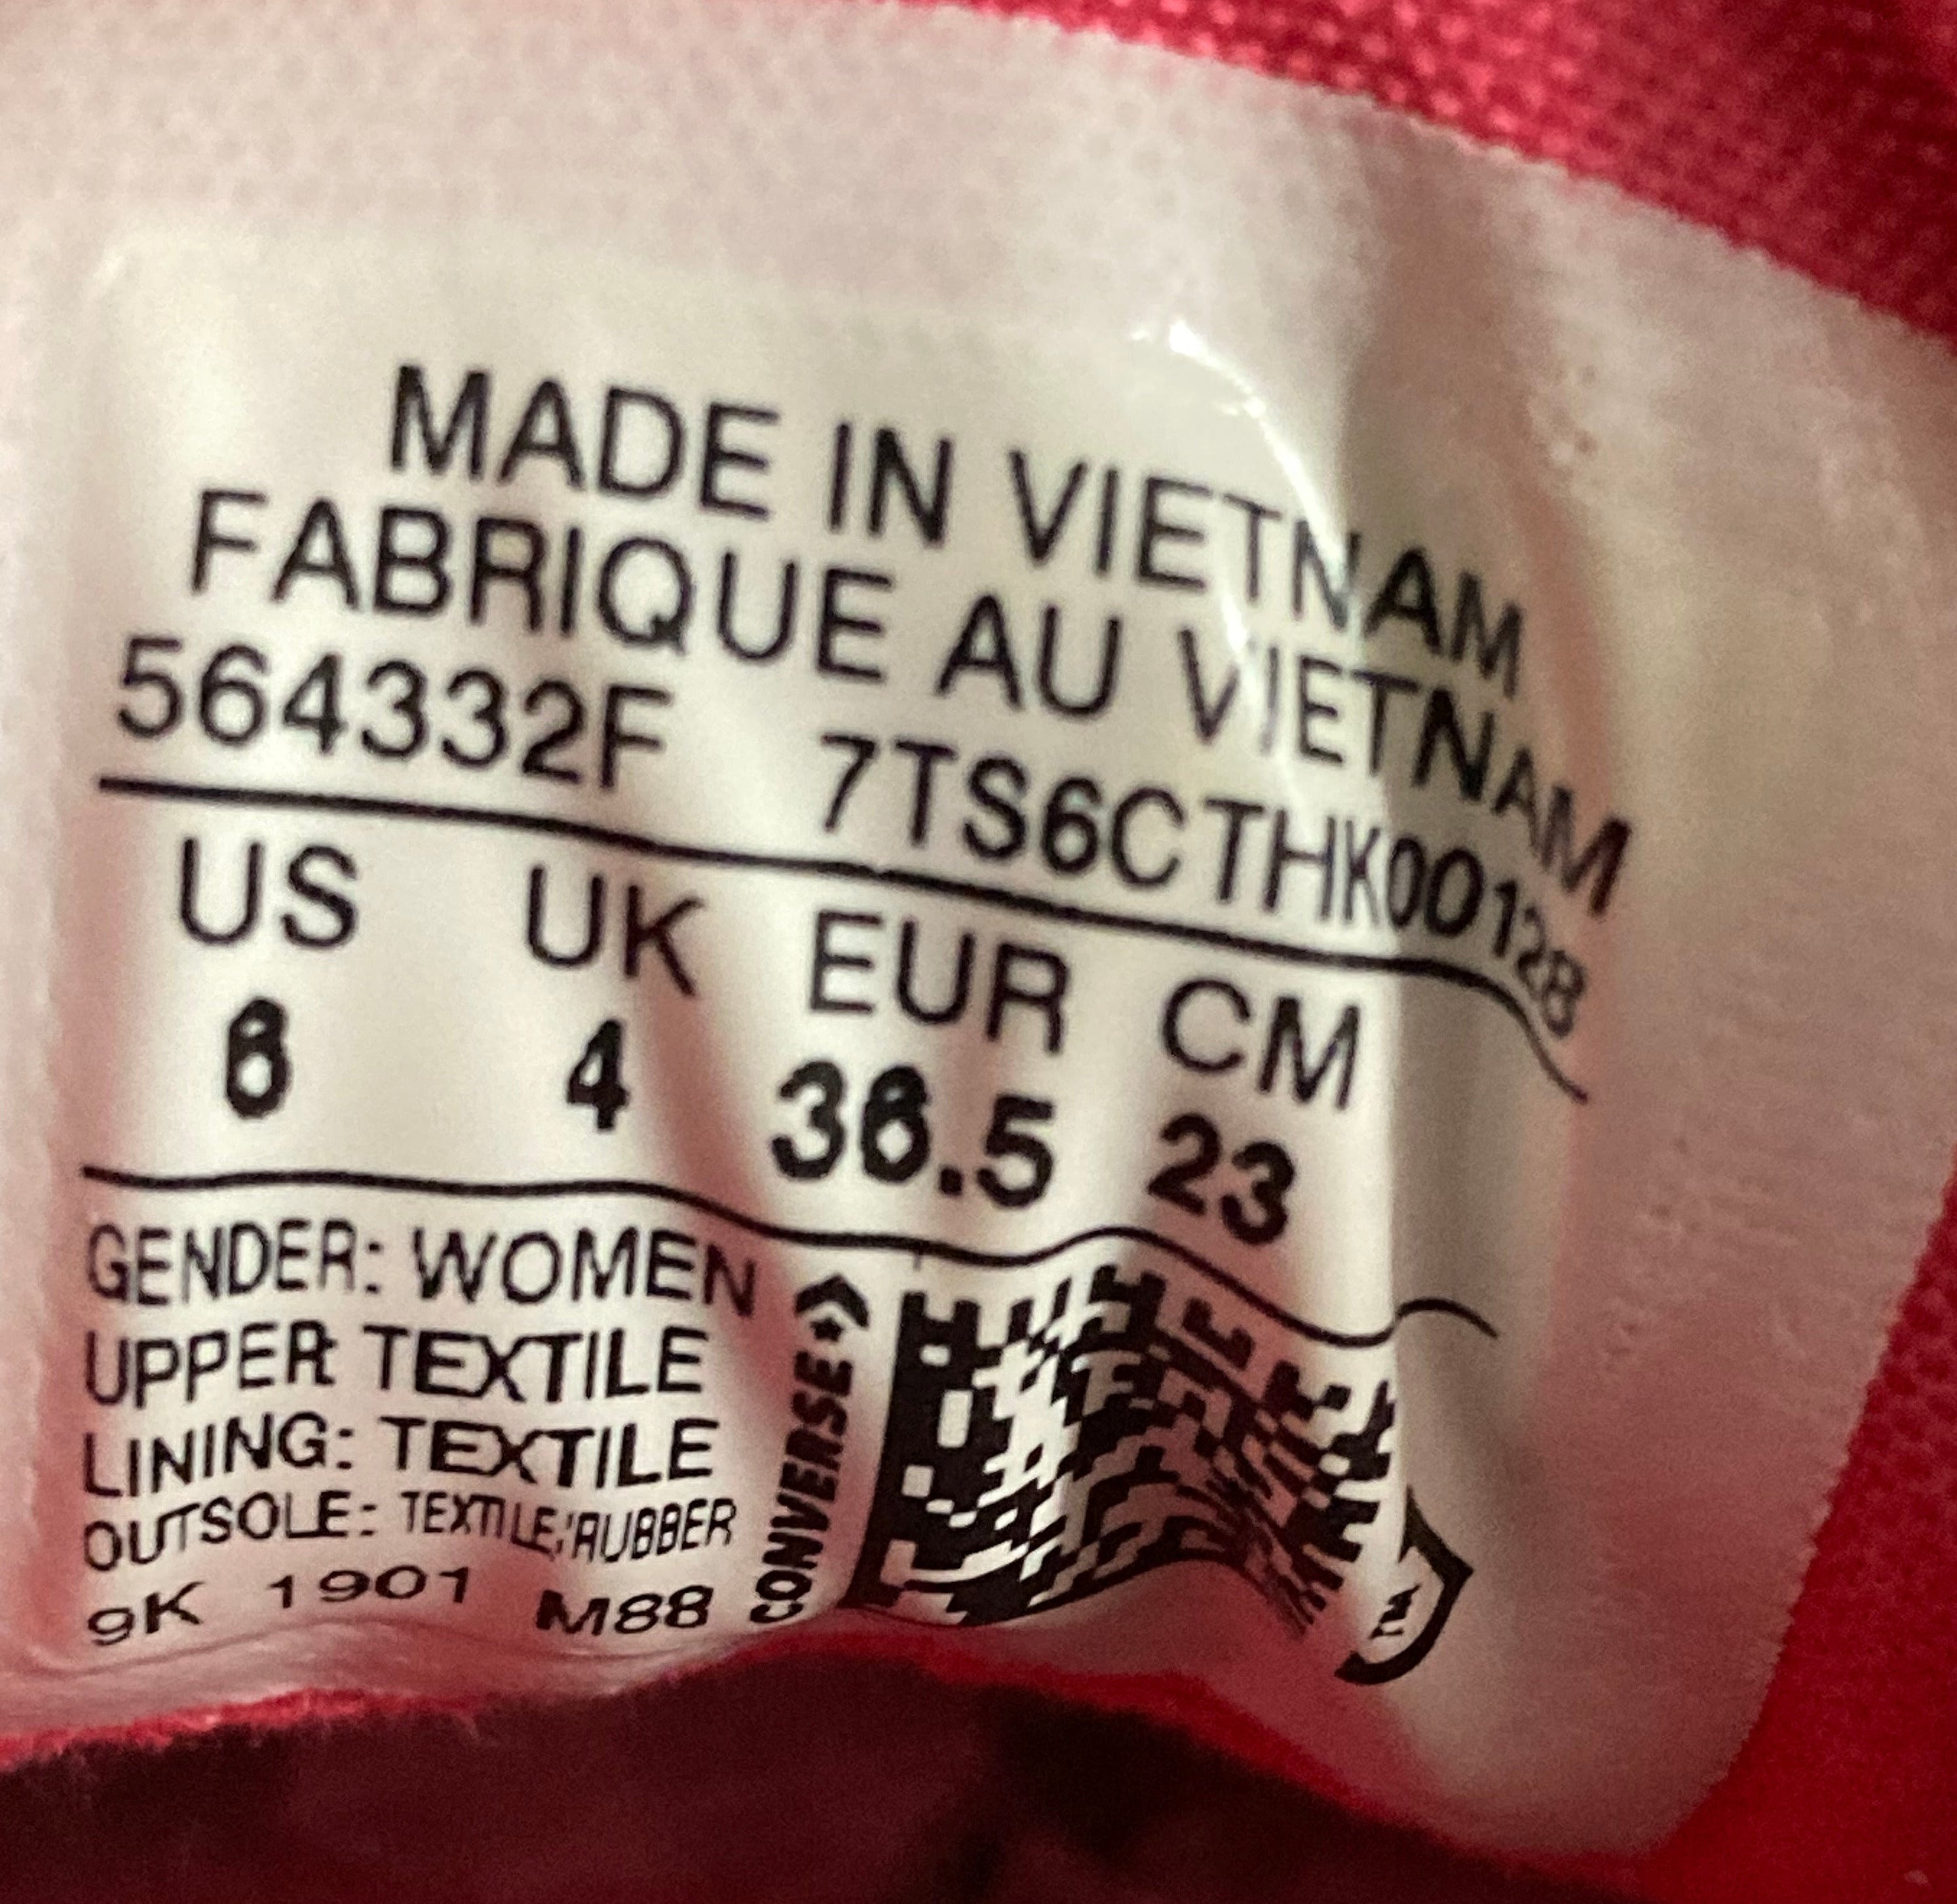 MADE IN VIETNAM
FABRIQUE AU VIETNAM
564332F 7TS6CTHK00128
US UK EUR CM
6 4 36.5 23
GENDER: WOMEN
UPPER: TEXTILE
LINING: TEXTILE
OUTSOLE: TEXTILE/RUBBER
9K 1901 M88
CONVERSE
TM